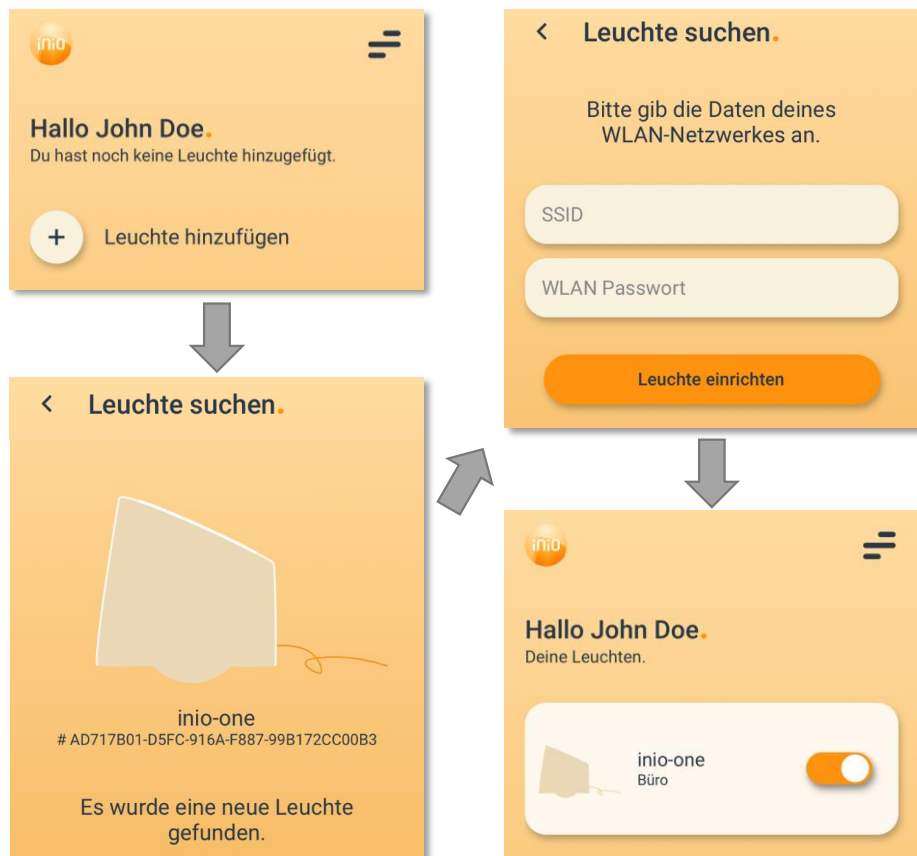 inio
Hallo John Doe.
Du hast noch keine Leuchte hinzugefügt.
+ Leuchte hinzufügen
< Leuchte suchen.
inio-one
# AD717B01-D5FC-916A-F887-99B172CC00B3
Es wurde eine neue Leuchte
gefunden.
< Leuchte suchen.
Bitte gib die Daten deines
WLAN-Netzwerkes an.
SSID
WLAN Passwort
Leuchte einrichten
inio
Hallo John Doe.
Deine Leuchten.
inio-one
Büro